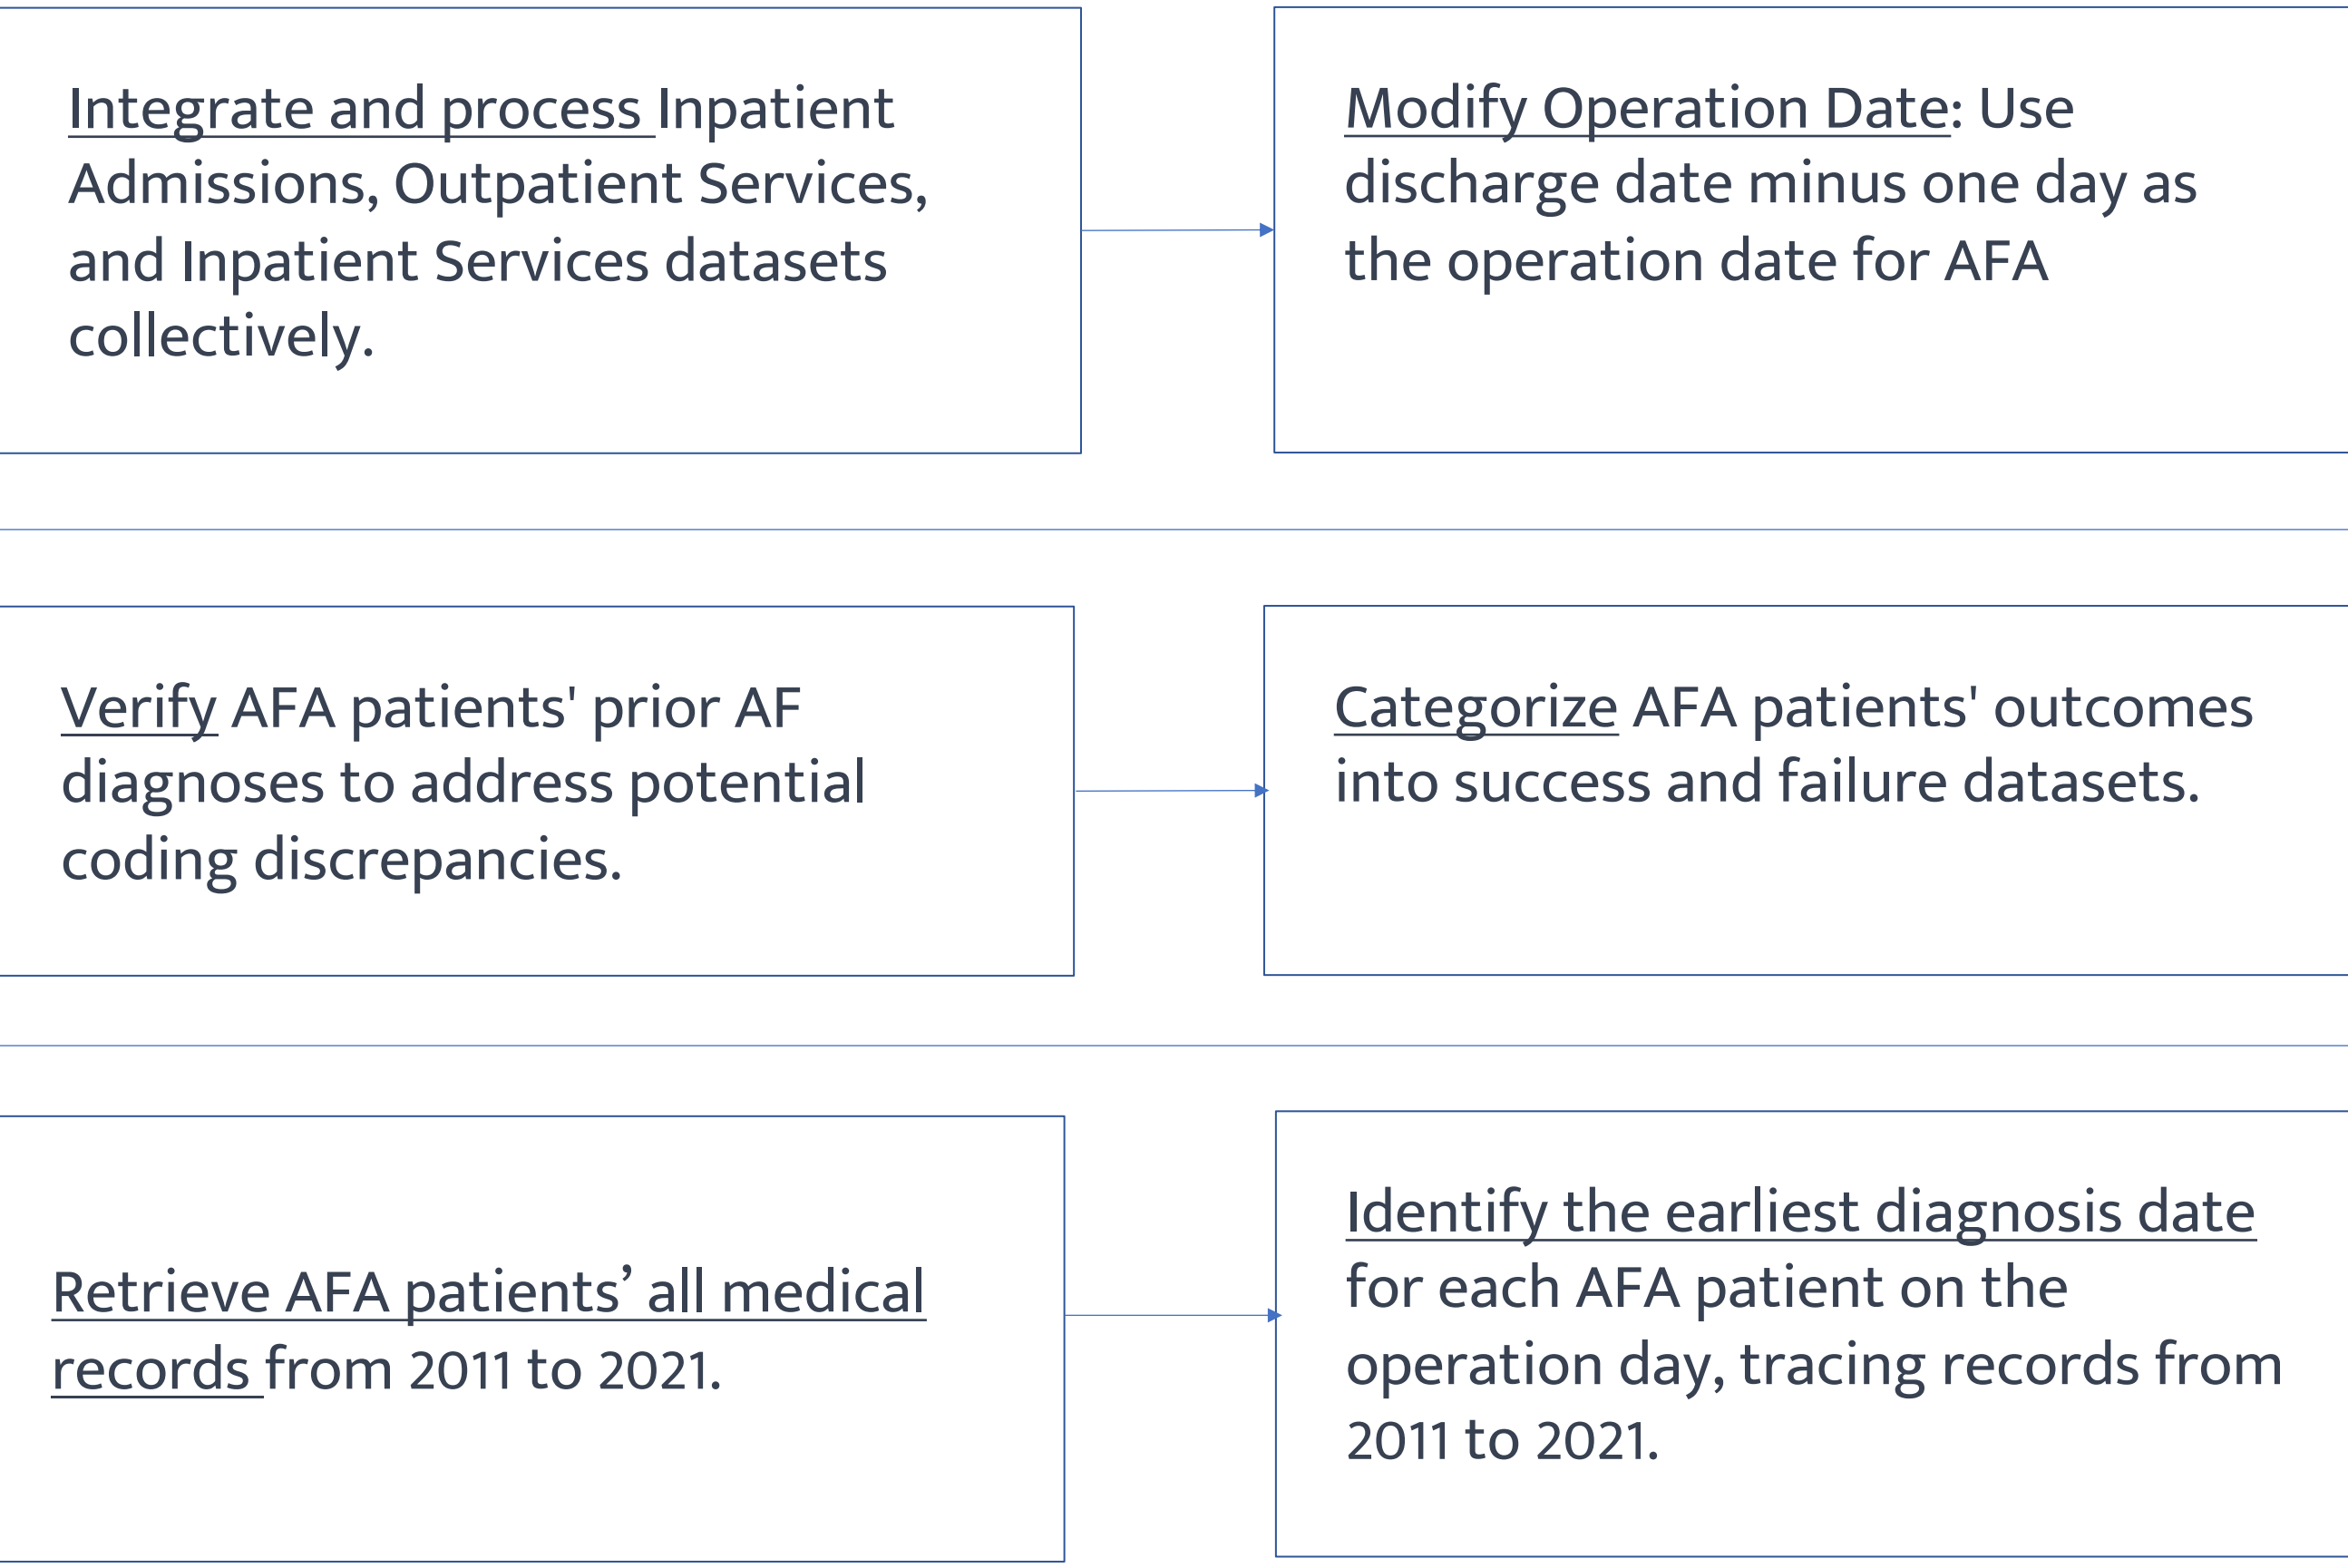 Integrate and process Inpatient
Admissions, Outpatient Services,
and Inpatient Services datasets
collectively.
Modify Operation Date: Use
discharge date minus one day as
the operation date for AFA
Verify AFA patients' prior AF
diagnoses to address potential
coding discrepancies.
Categorize AFA patients' outcomes
into success and failure datasets.
Retrieve AFA patients’ all medical
records from 2011 to 2021.
Identify the earliest diagnosis date
for each AFA patient on the
operation day, tracing records from
2011 to 2021.